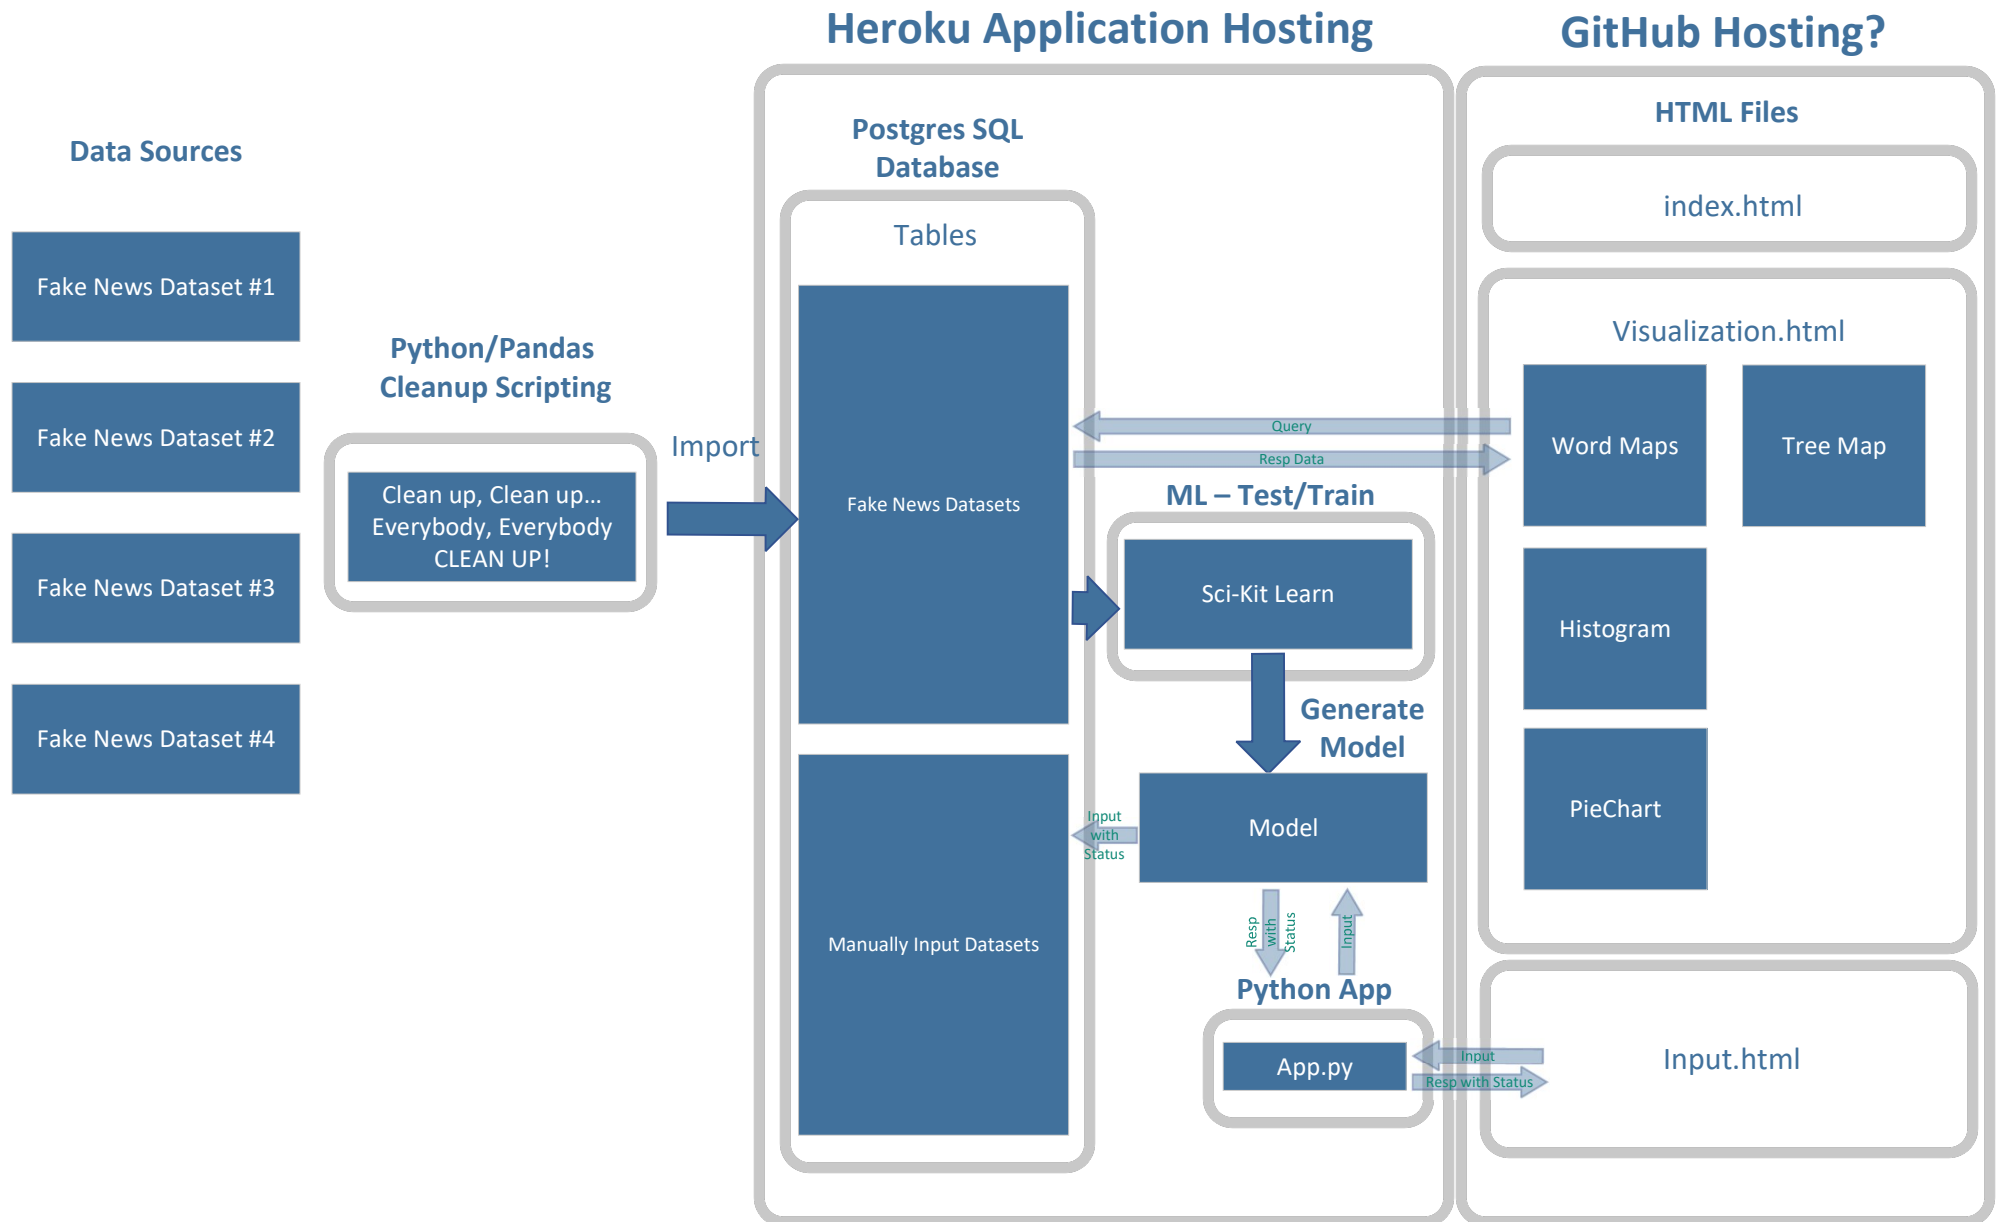 Heroku Application Hosting
GitHub Hosting?
Data Sources
Fake News Dataset #1
Fake News Dataset #2
Fake News Dataset #3
Fake News Dataset #4
Python/Pandas
Cleanup Scripting
Clean up, Clean up...
Everybody, Everybody
CLEAN UP!
Import
Postgres SQL
Database
Tables
Fake News Datasets
Manually Input Datasets
Query
Resp Data
ML – Test/Train
Sci-Kit Learn
Generate
Model
Model
Input
with
Status
Resp
with
Status
Input
Python App
App.py
Input
Resp with Status
HTML Files
index.html
Visualization.html
Word Maps
Tree Map
Histogram
PieChart
Input.html